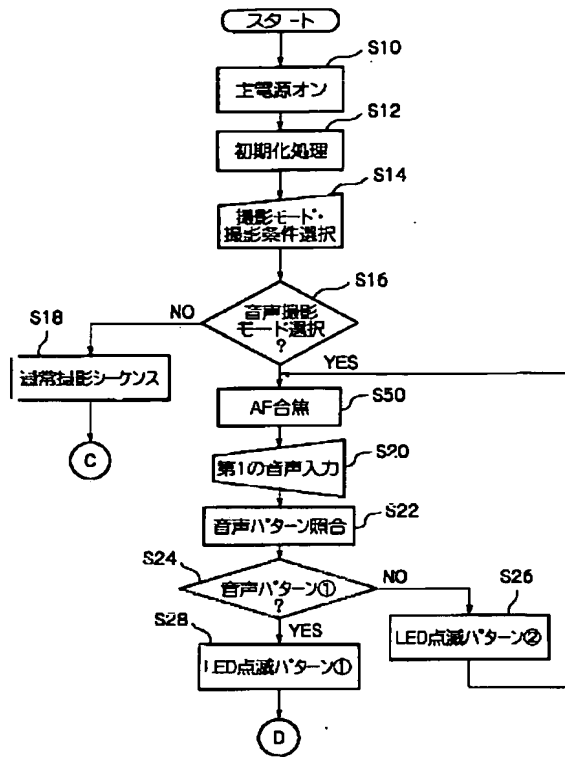 スタート
S10
主電源オン
S12
初期化処理
S14
撮影モード・
撮影条件選択
S16
音声撮影
モード選択
?
NO
YES
S18
通常撮影シーケンス
C
S50
AF合焦
S20
第1の音声入力
S22
音声パターン照合
S24
音声パターン①
?
NO
YES
S26
LED点滅パターン②
S28
LED点滅パターン①
D